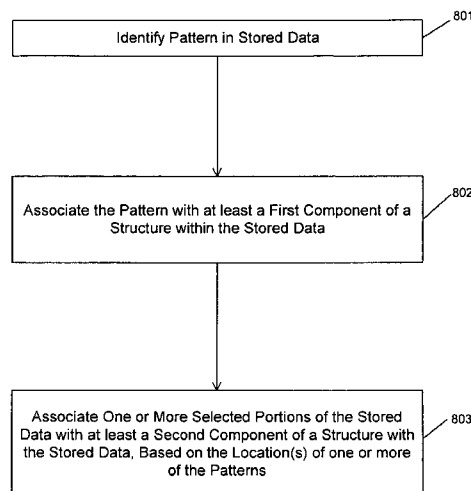 801
Identify Pattern in Stored Data
802
Associate the Pattern with at least a First Component of a
Structure within the Stored Data
Associate One or More Selected Portions of the Stored
Data with at least a Second Component of a Structure with
the Stored Data, Based on the Location(s) of one or more
of the Patterns
803